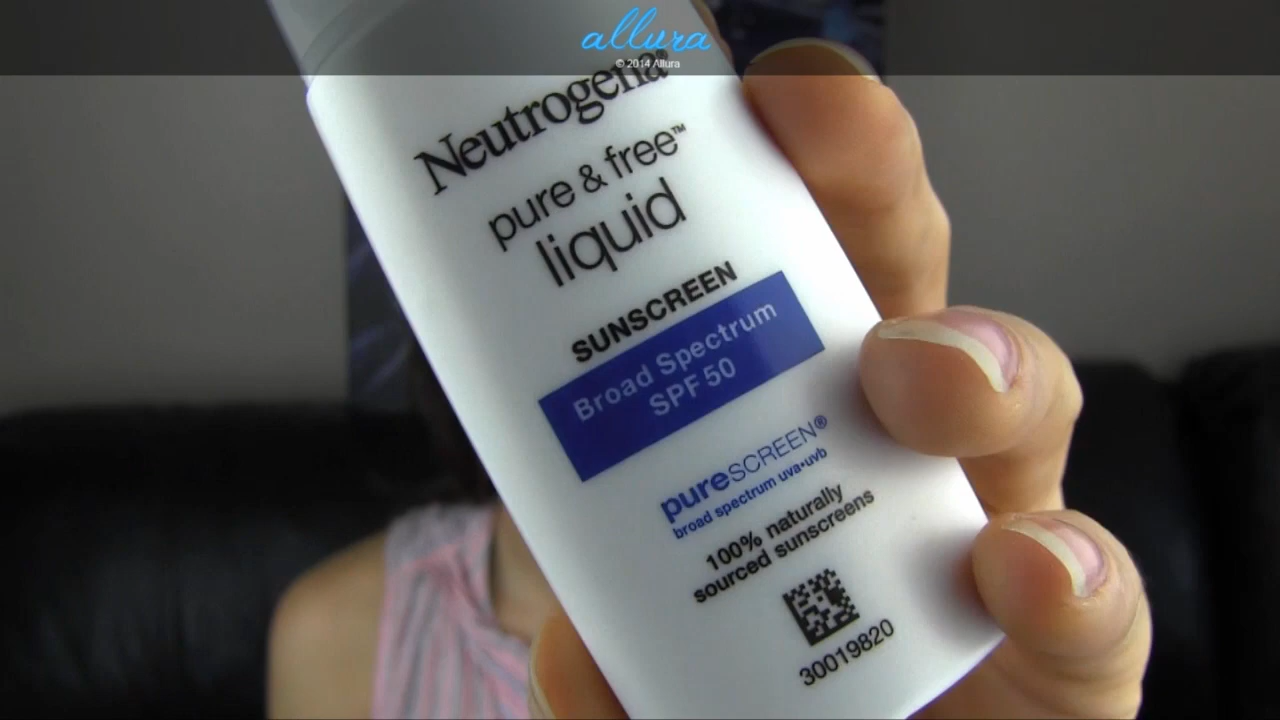 allura
© 2014 Allura
Neutrogena®
pure & free™
liquid
SUNSCREEN
Broad Spectrum
SPF 50
pureSCREEN®
broad spectrum uva•uvb
100% naturally
sourced sunscreens
30019820